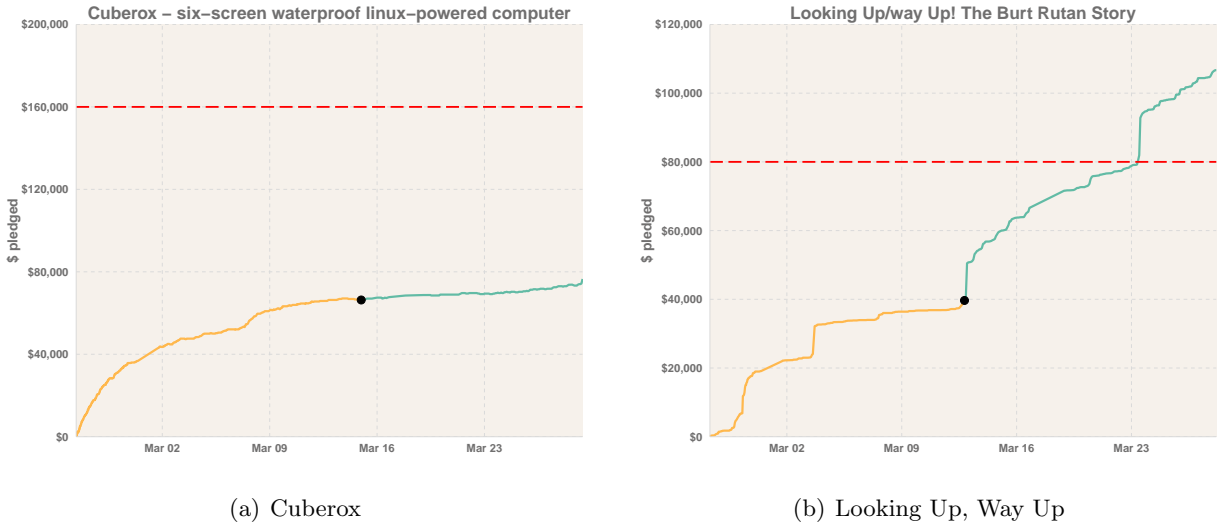 Cuberox − six−screen waterproof linux−powered computer
$200,000
$160,000
$120,000
$80,000
$40,000
$0
$ pledged
Mar 02
Mar 09
Mar 16
Mar 23
(a) Cuberox
Looking Up/way Up! The Burt Rutan Story
$120,000
$100,000
$80,000
$60,000
$40,000
$20,000
$0
$ pledged
Mar 02
Mar 09
Mar 16
Mar 23
(b) Looking Up, Way Up